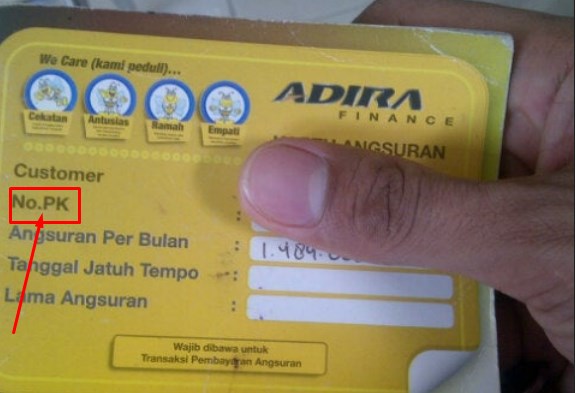 We Care (kami peduli)...
Cekatan Antusias Ramah Empati
ADIRA
FINANCE
ANGSURAN
Customer
No.PK
Angsuran Per Bulan : 1.484.
Tanggal Jatuh Tempo :
Lama Angsuran :
Wajib dibawa untuk
Transaksi Pembayaran Angsuran